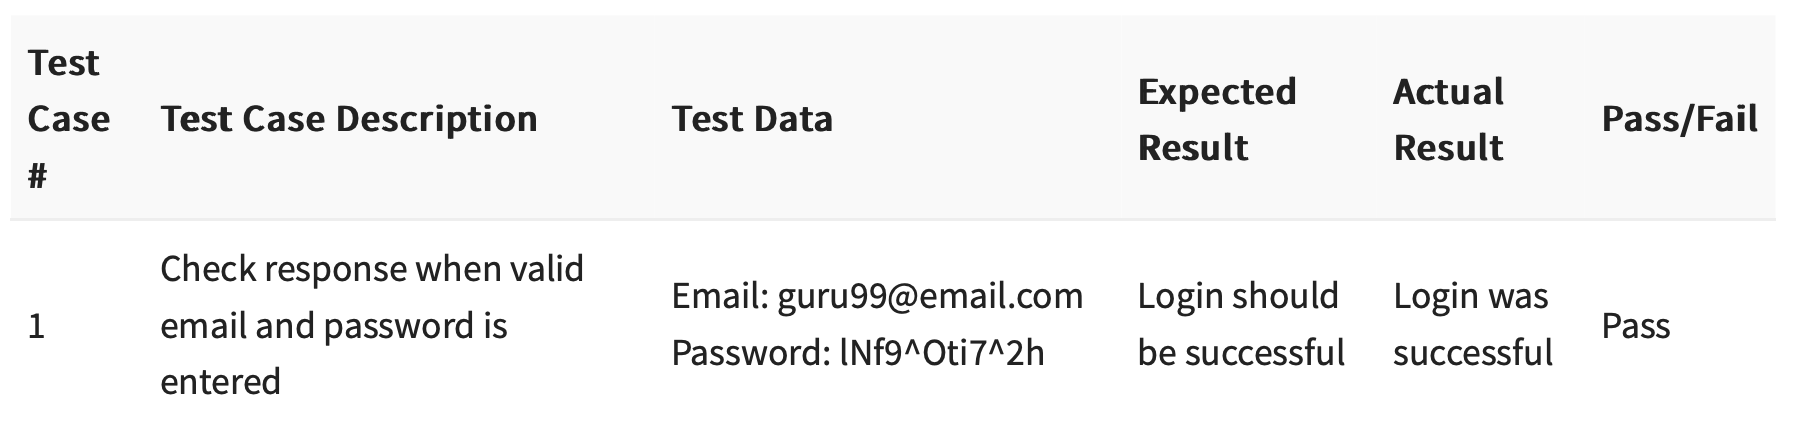 Test
Case
#
Test Case Description
Test Data
Expected
Result
Actual
Result
Pass/Fail
1
Check response when valid
email and password is
entered
Email: guru99@email.com
Password: lNf9^Oti7^2h
Login should
be successful
Login was
successful
Pass